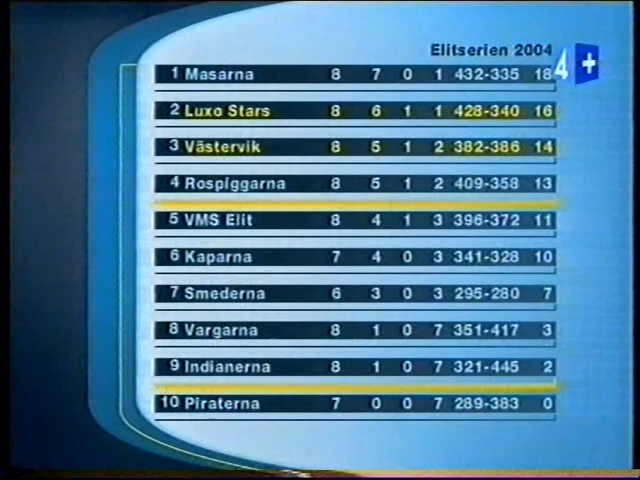 Elitserien 2004
4+
1 Masarna 8 7 0 1 432-335 18
2 Luxo Stars 8 6 1 1 428-340 16
3 Västervik 8 5 1 2 382-386 14
4 Rospiggarna 8 5 1 2 409-358 13
5 VMS Elit 8 4 1 3 396-372 11
6 Kaparna 7 4 0 3 341-328 10
7 Smederna 6 3 0 3 295-280 7
8 Vargarna 8 1 0 7 351-417 3
9 Indianerna 8 1 0 7 321-445 2
10 Piraterna 7 0 0 7 289-383 0